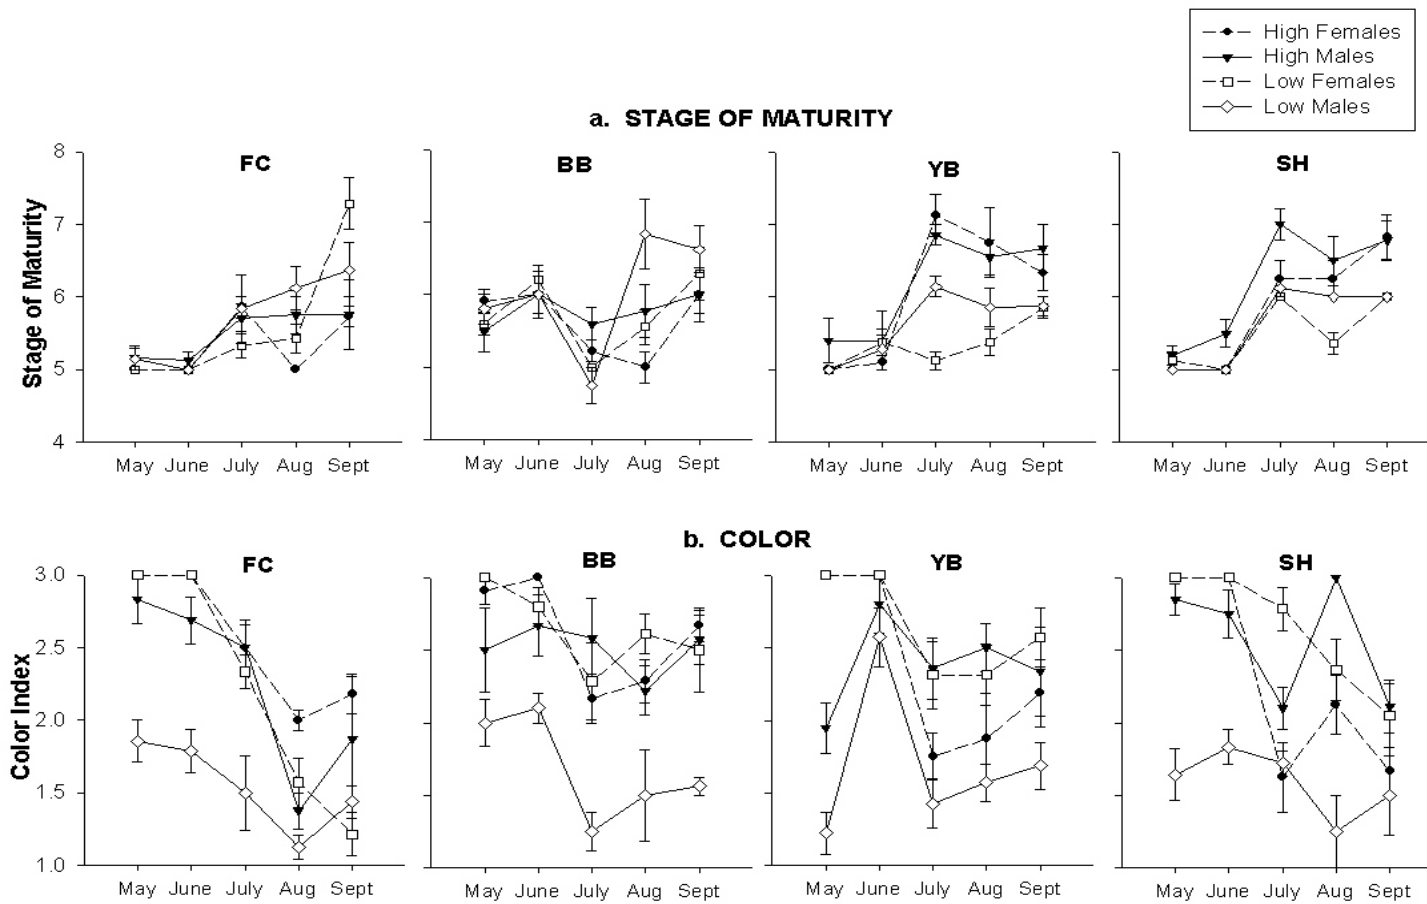 High Females
High Males
Low Females
Low Males
a. STAGE OF MATURITY
FC
BB
YB
SH
Stage of Maturity
8
7
6
5
4
May June July Aug Sept
May June July Aug Sept
May June July Aug Sept
May June July Aug Sept
b. COLOR
FC
BB
YB
SH
Color Index
3.0
2.5
2.0
1.5
1.0
May June July Aug Sept
May June July Aug Sept
May June July Aug Sept
May June July Aug Sept